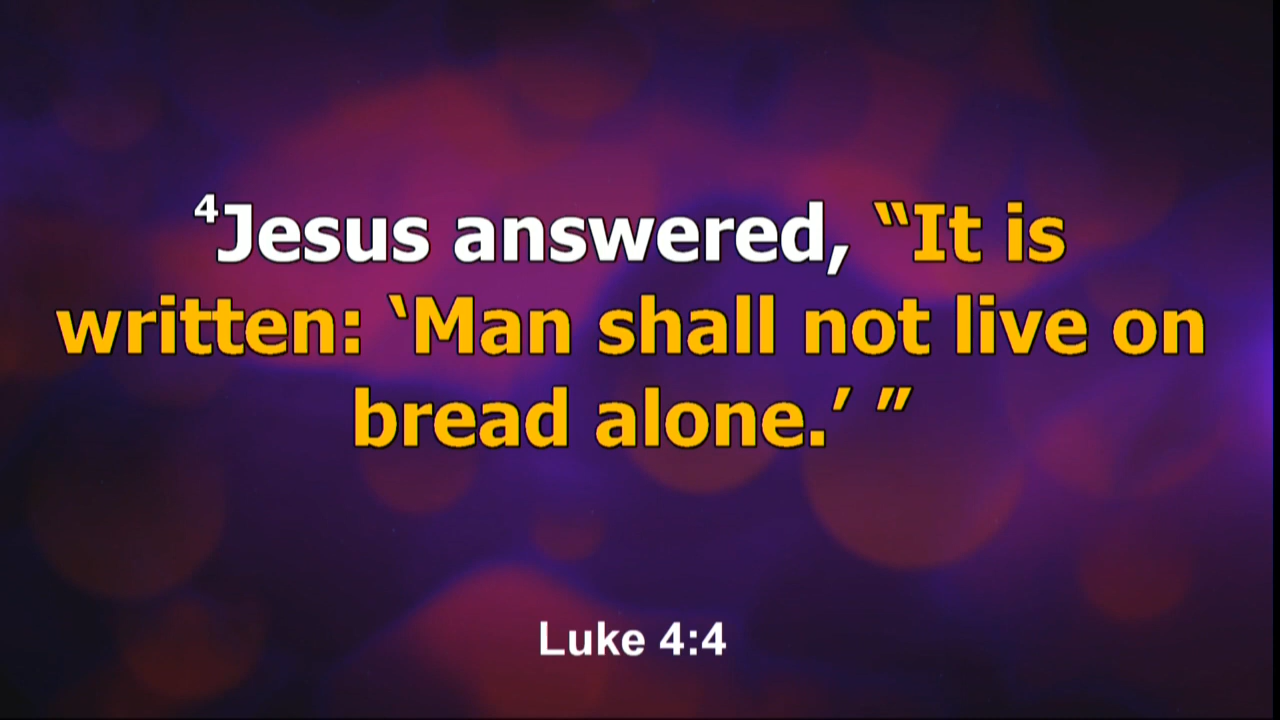 ⁴Jesus answered, “It is
written: ‘Man shall not live on
bread alone.’ ”
Luke 4:4